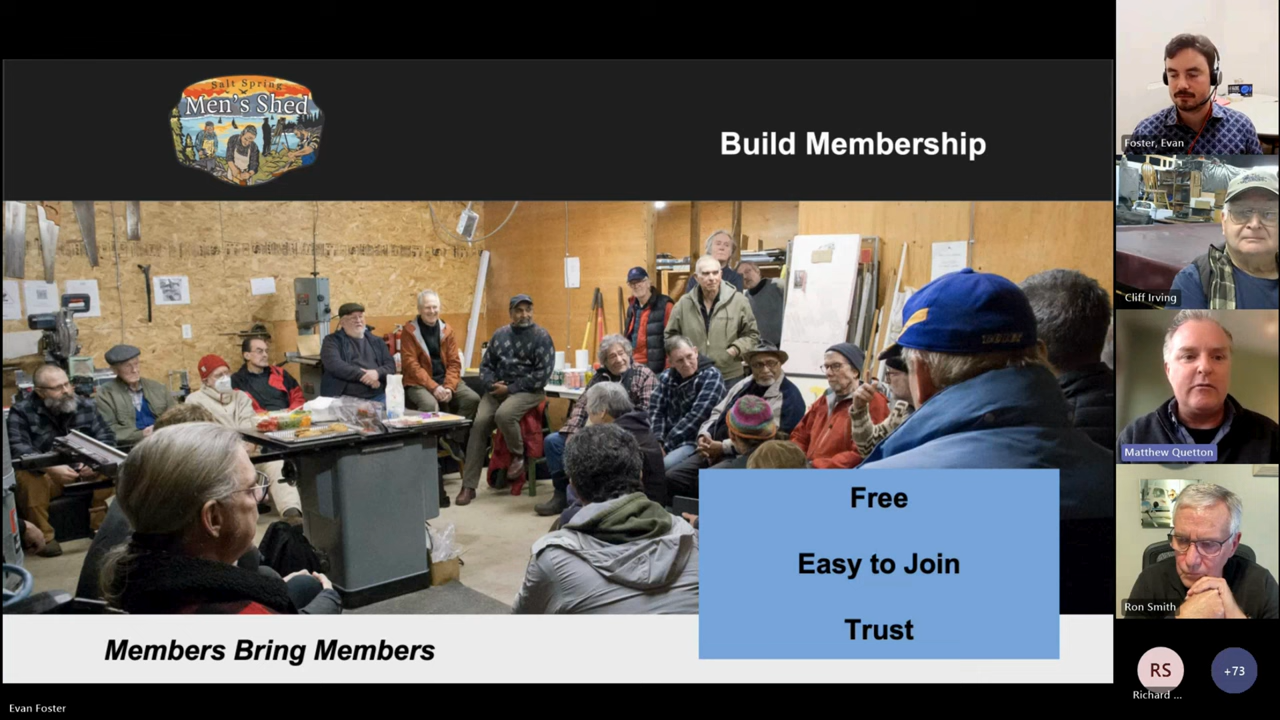 Salt Spring
Men's Shed
Build Membership
Free
Easy to Join
Trust
Members Bring Members
Foster, Evan
Cliff Irving
Matthew Quetton
Ron Smith
RS
Richard ...
+73
Evan Foster